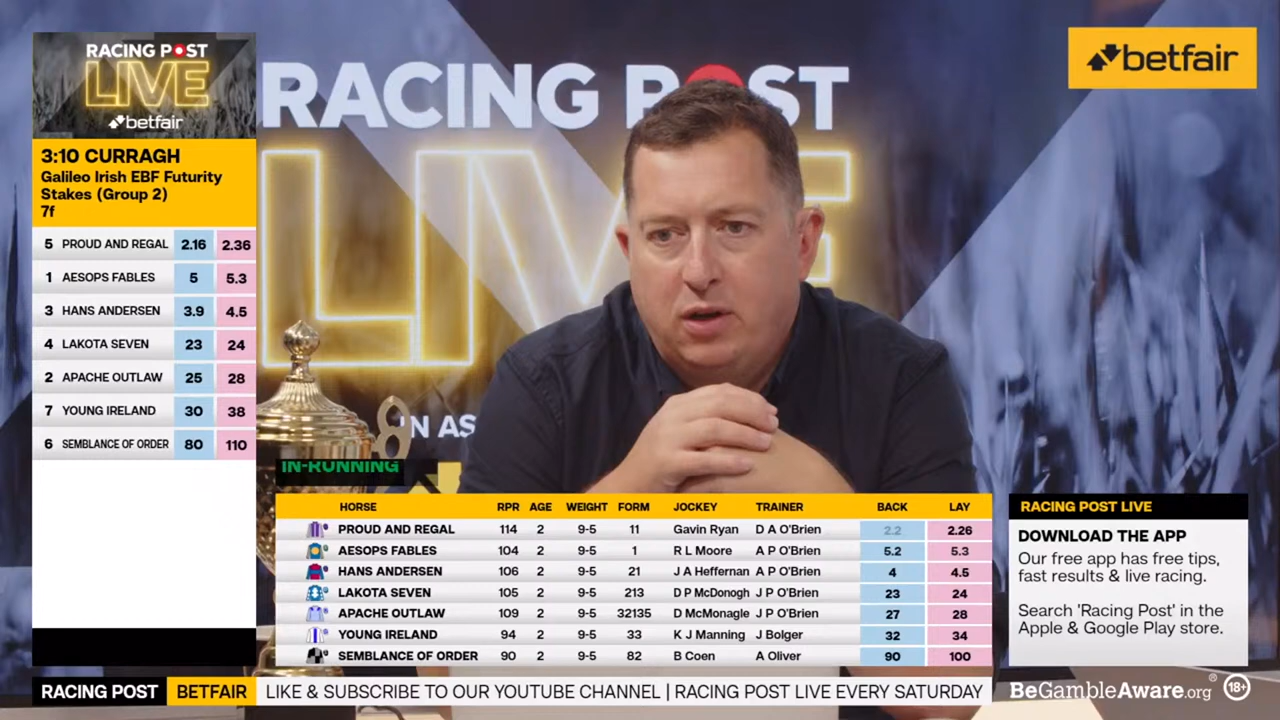 RACING POST
LIVE
betfair
3:10 CURRAGH
Galileo Irish EBF Futurity
Stakes (Group 2)
7f
5 PROUD AND REGAL 2.16 2.36
1 AESOPS FABLES 5 5.3
3 HANS ANDERSEN 3.9 4.5
4 LAKOTA SEVEN 23 24
2 APACHE OUTLAW 25 28
7 YOUNG IRELAND 30 38
6 SEMBLANCE OF ORDER 80 110
RACING POST
LIVE
IN AS
betfair
IN-RUNNING
HORSE RPR AGE WEIGHT FORM JOCKEY TRAINER BACK LAY
PROUD AND REGAL 114 2 9-5 11 Gavin Ryan D A O'Brien 2.2 2.26
AESOPS FABLES 104 2 9-5 1 R L Moore A P O'Brien 5.2 5.3
HANS ANDERSEN 106 2 9-5 21 J A Heffernan A P O'Brien 4 4.5
LAKOTA SEVEN 105 2 9-5 213 D P McDonogh J P O'Brien 23 24
APACHE OUTLAW 109 2 9-5 32135 D McMonagle J P O'Brien 27 28
YOUNG IRELAND 94 2 9-5 33 K J Manning J Bolger 32 34
SEMBLANCE OF ORDER 90 2 9-5 82 B Coen A Oliver 90 100
RACING POST LIVE
DOWNLOAD THE APP
Our free app has free tips,
fast results & live racing.
Search 'Racing Post' in the
Apple & Google Play store.
RACING POST BETFAIR LIKE & SUBSCRIBE TO OUR YOUTUBE CHANNEL | RACING POST LIVE EVERY SATURDAY BeGambleAware.org® 18+